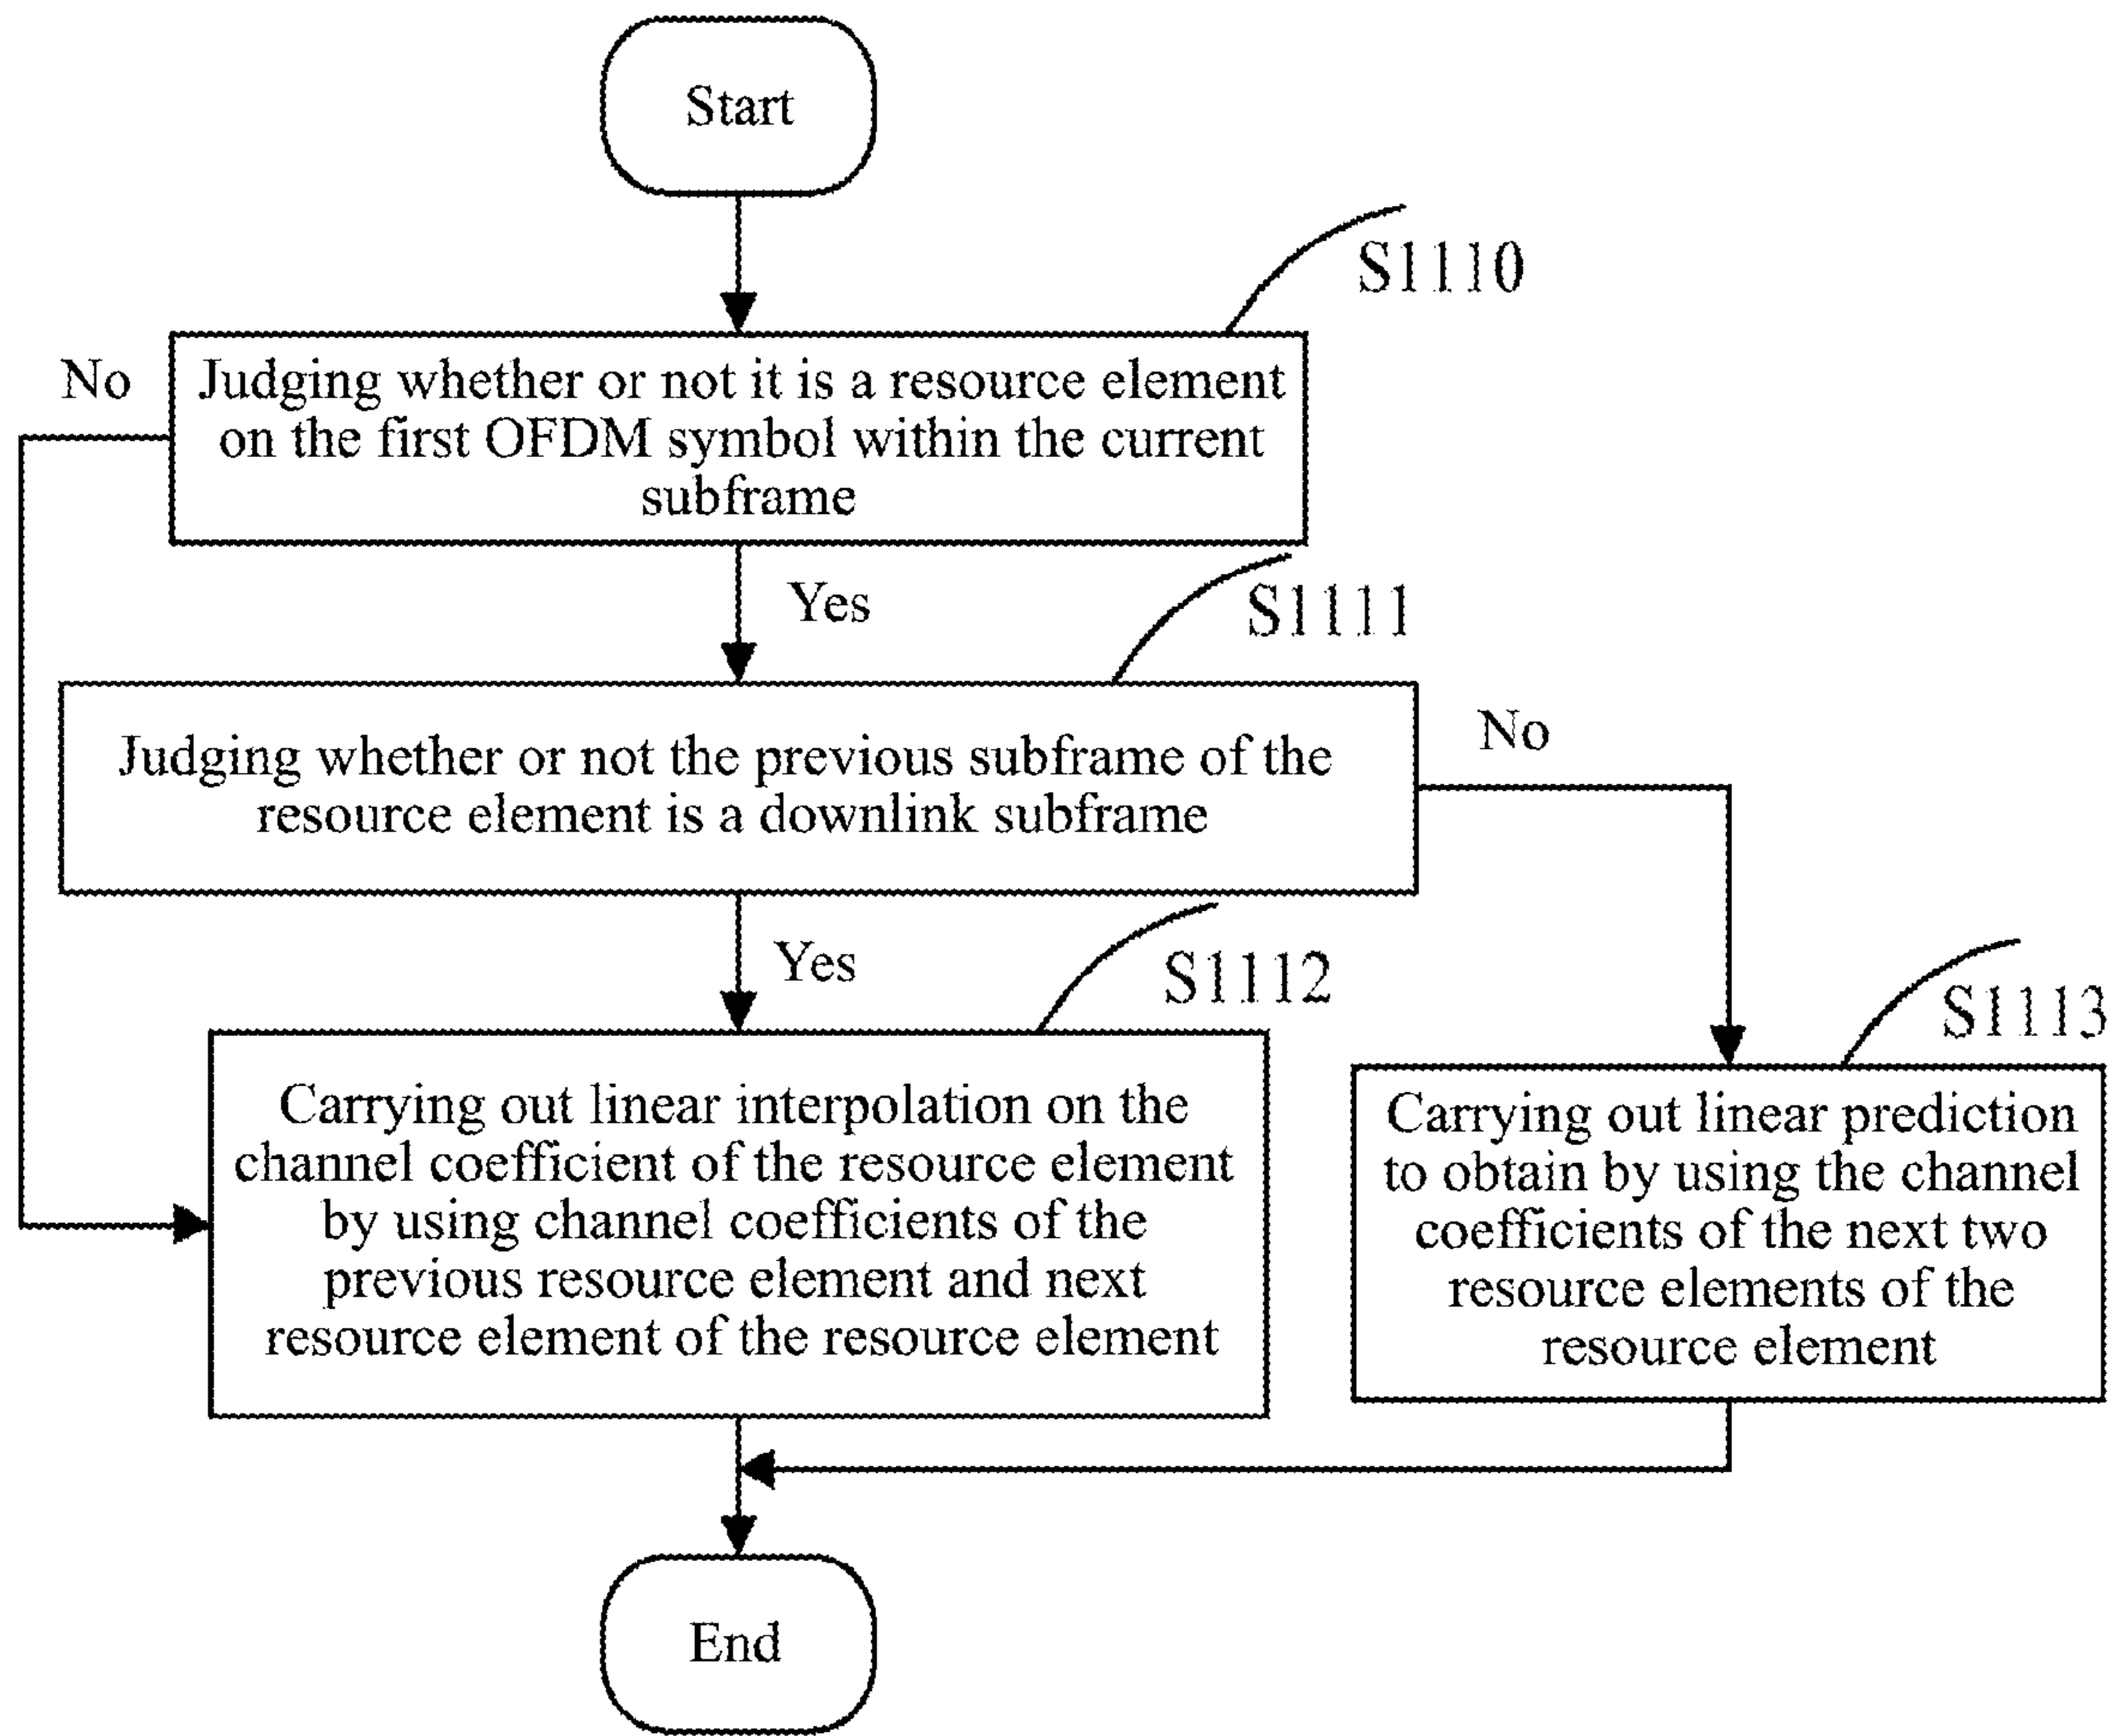 Start
S1110
No
Judging whether or not it is a resource element
on the first OFDM symbol within the current
subframe
Yes
S1111
Judging whether or not the previous subframe of the
resource element is a downlink subframe
No
Yes
S1112
S1113
Carrying out linear interpolation on the
channel coefficient of the resource element
by using channel coefficients of the
previous resource element and next
resource element of the resource element
Carrying out linear prediction
to obtain by using the channel
coefficients of the next two
resource elements of the
resource element
End